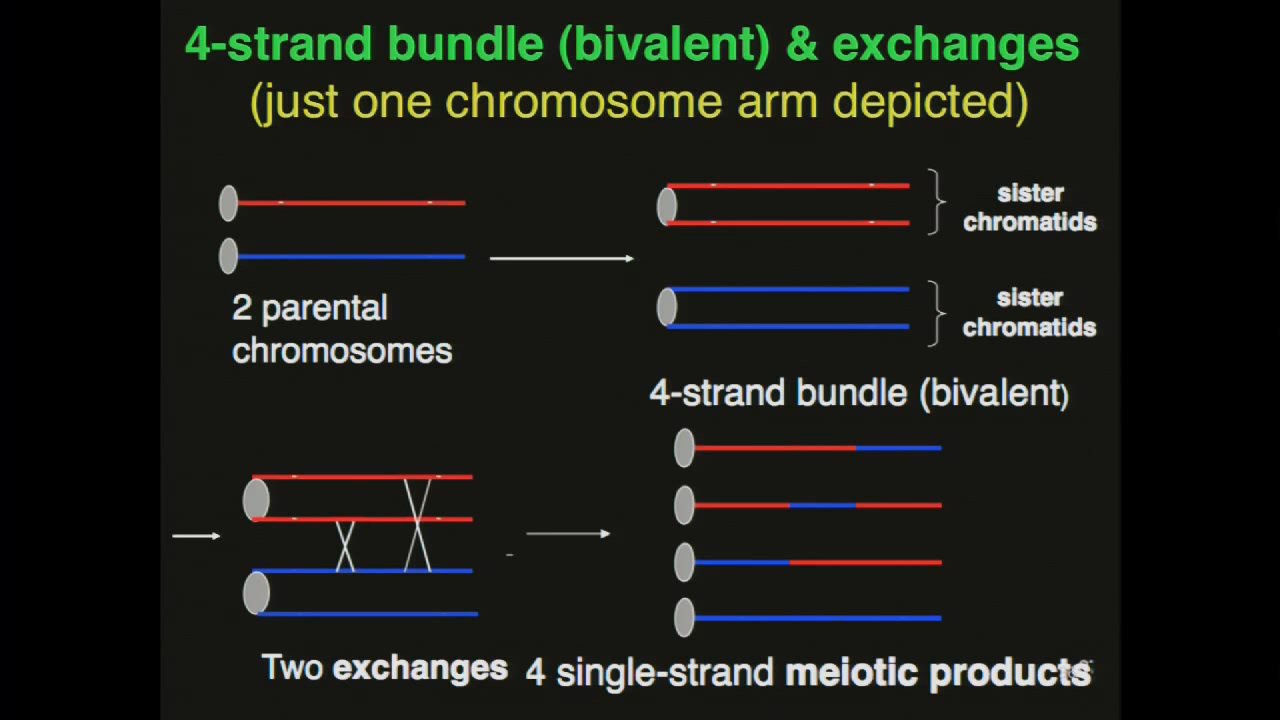 4-strand bundle (bivalent) & exchanges
(just one chromosome arm depicted)
sister
chromatids
2 parental
chromosomes
sister
chromatids
4-strand bundle (bivalent)
Two exchanges
4 single-strand meiotic products